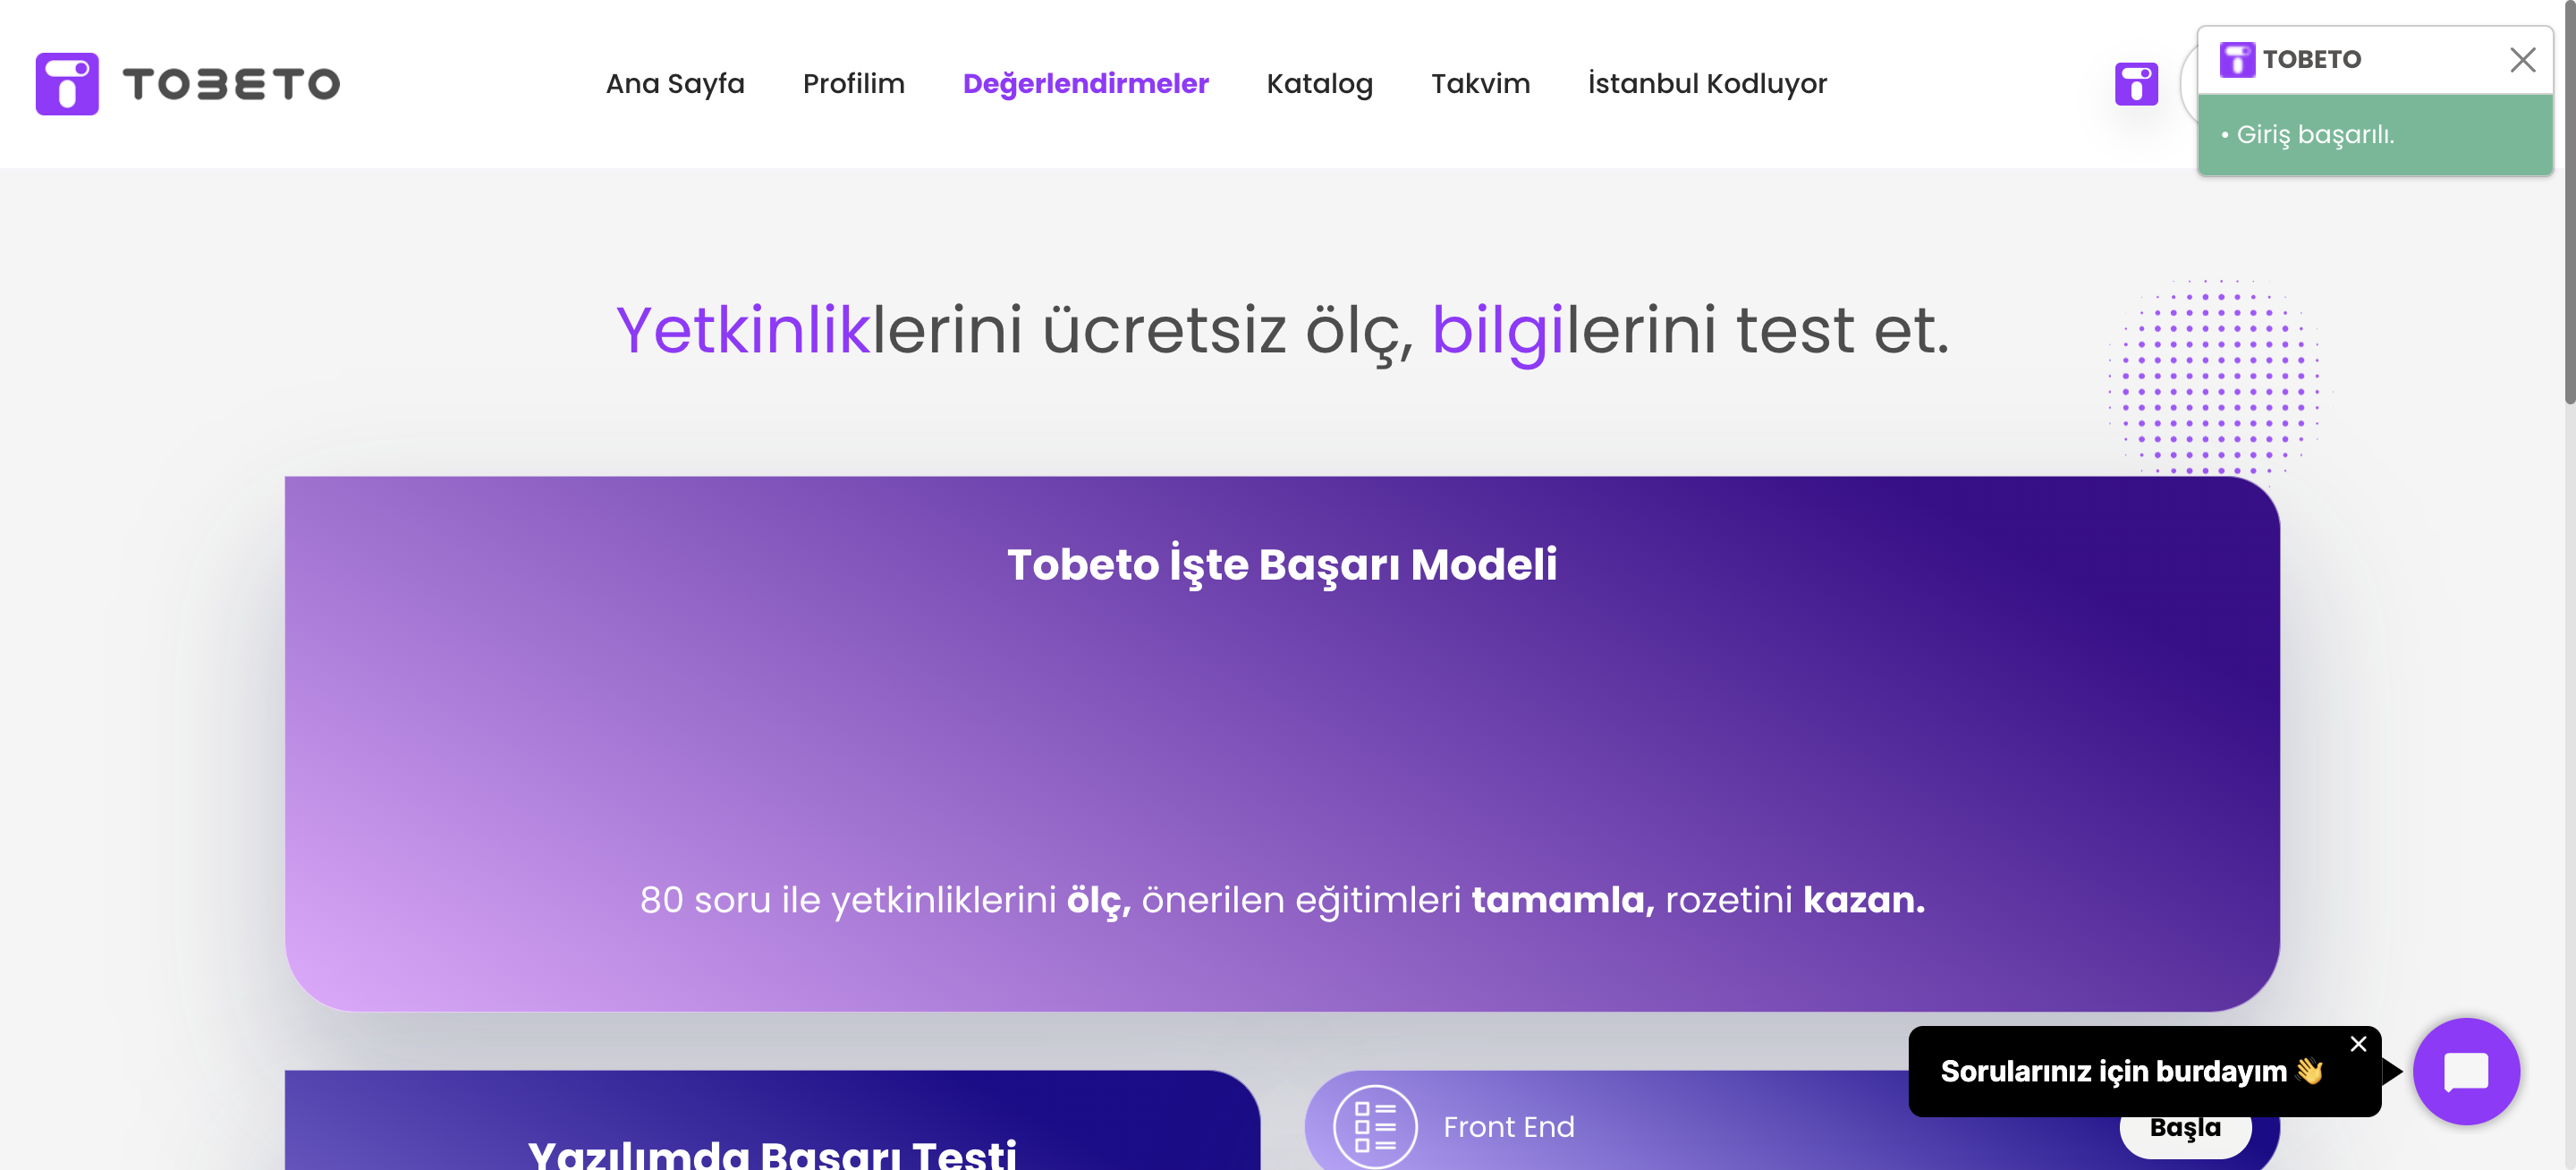 TOBETO
Ana Sayfa
Profilim
Değerlendirmeler
Katalog
Takvim
İstanbul Kodluyor
TOBETO
• Giriş başarılı.
Yetkinliklerini ücretsiz ölç, bilgilerini test et.
Tobeto İşte Başarı Modeli
80 soru ile yetkinliklerini ölç, önerilen eğitimleri tamamla, rozetini kazan.
Sorularınız için burdayım 👋
Front End
Başla
Yazılımda Başarı Testi